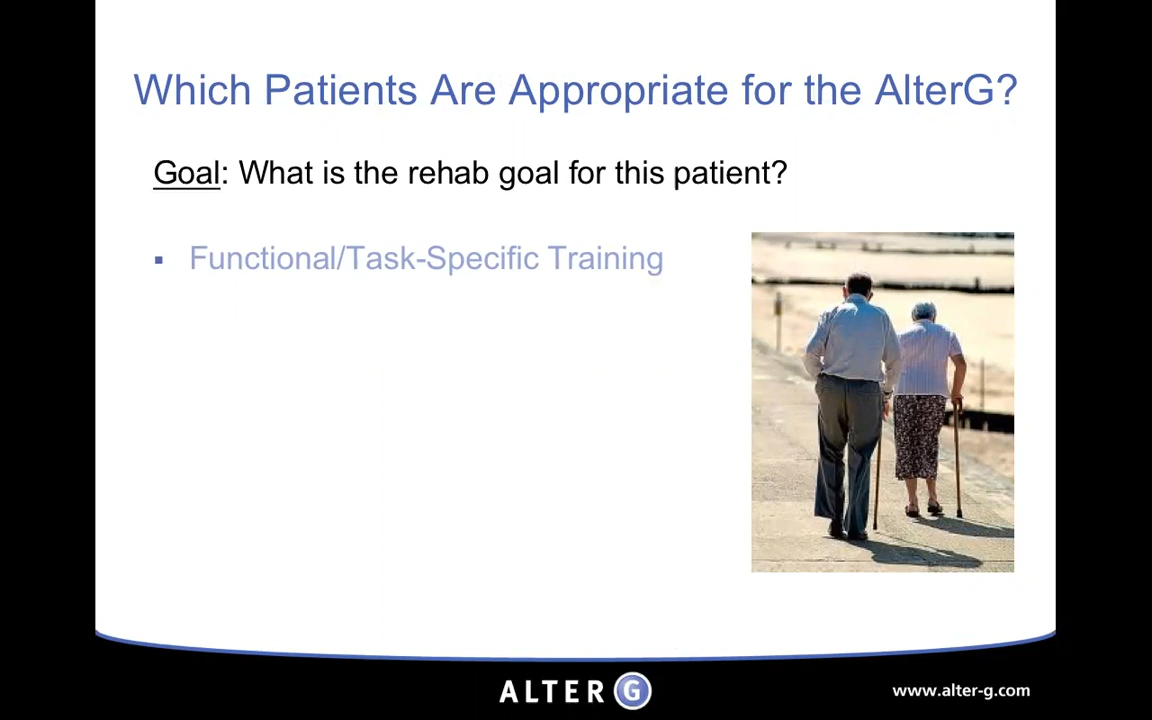 Which Patients Are Appropriate for the AlterG?
Goal: What is the rehab goal for this patient?
▪ Functional/Task-Specific Training
ALTER G
www.alter-g.com